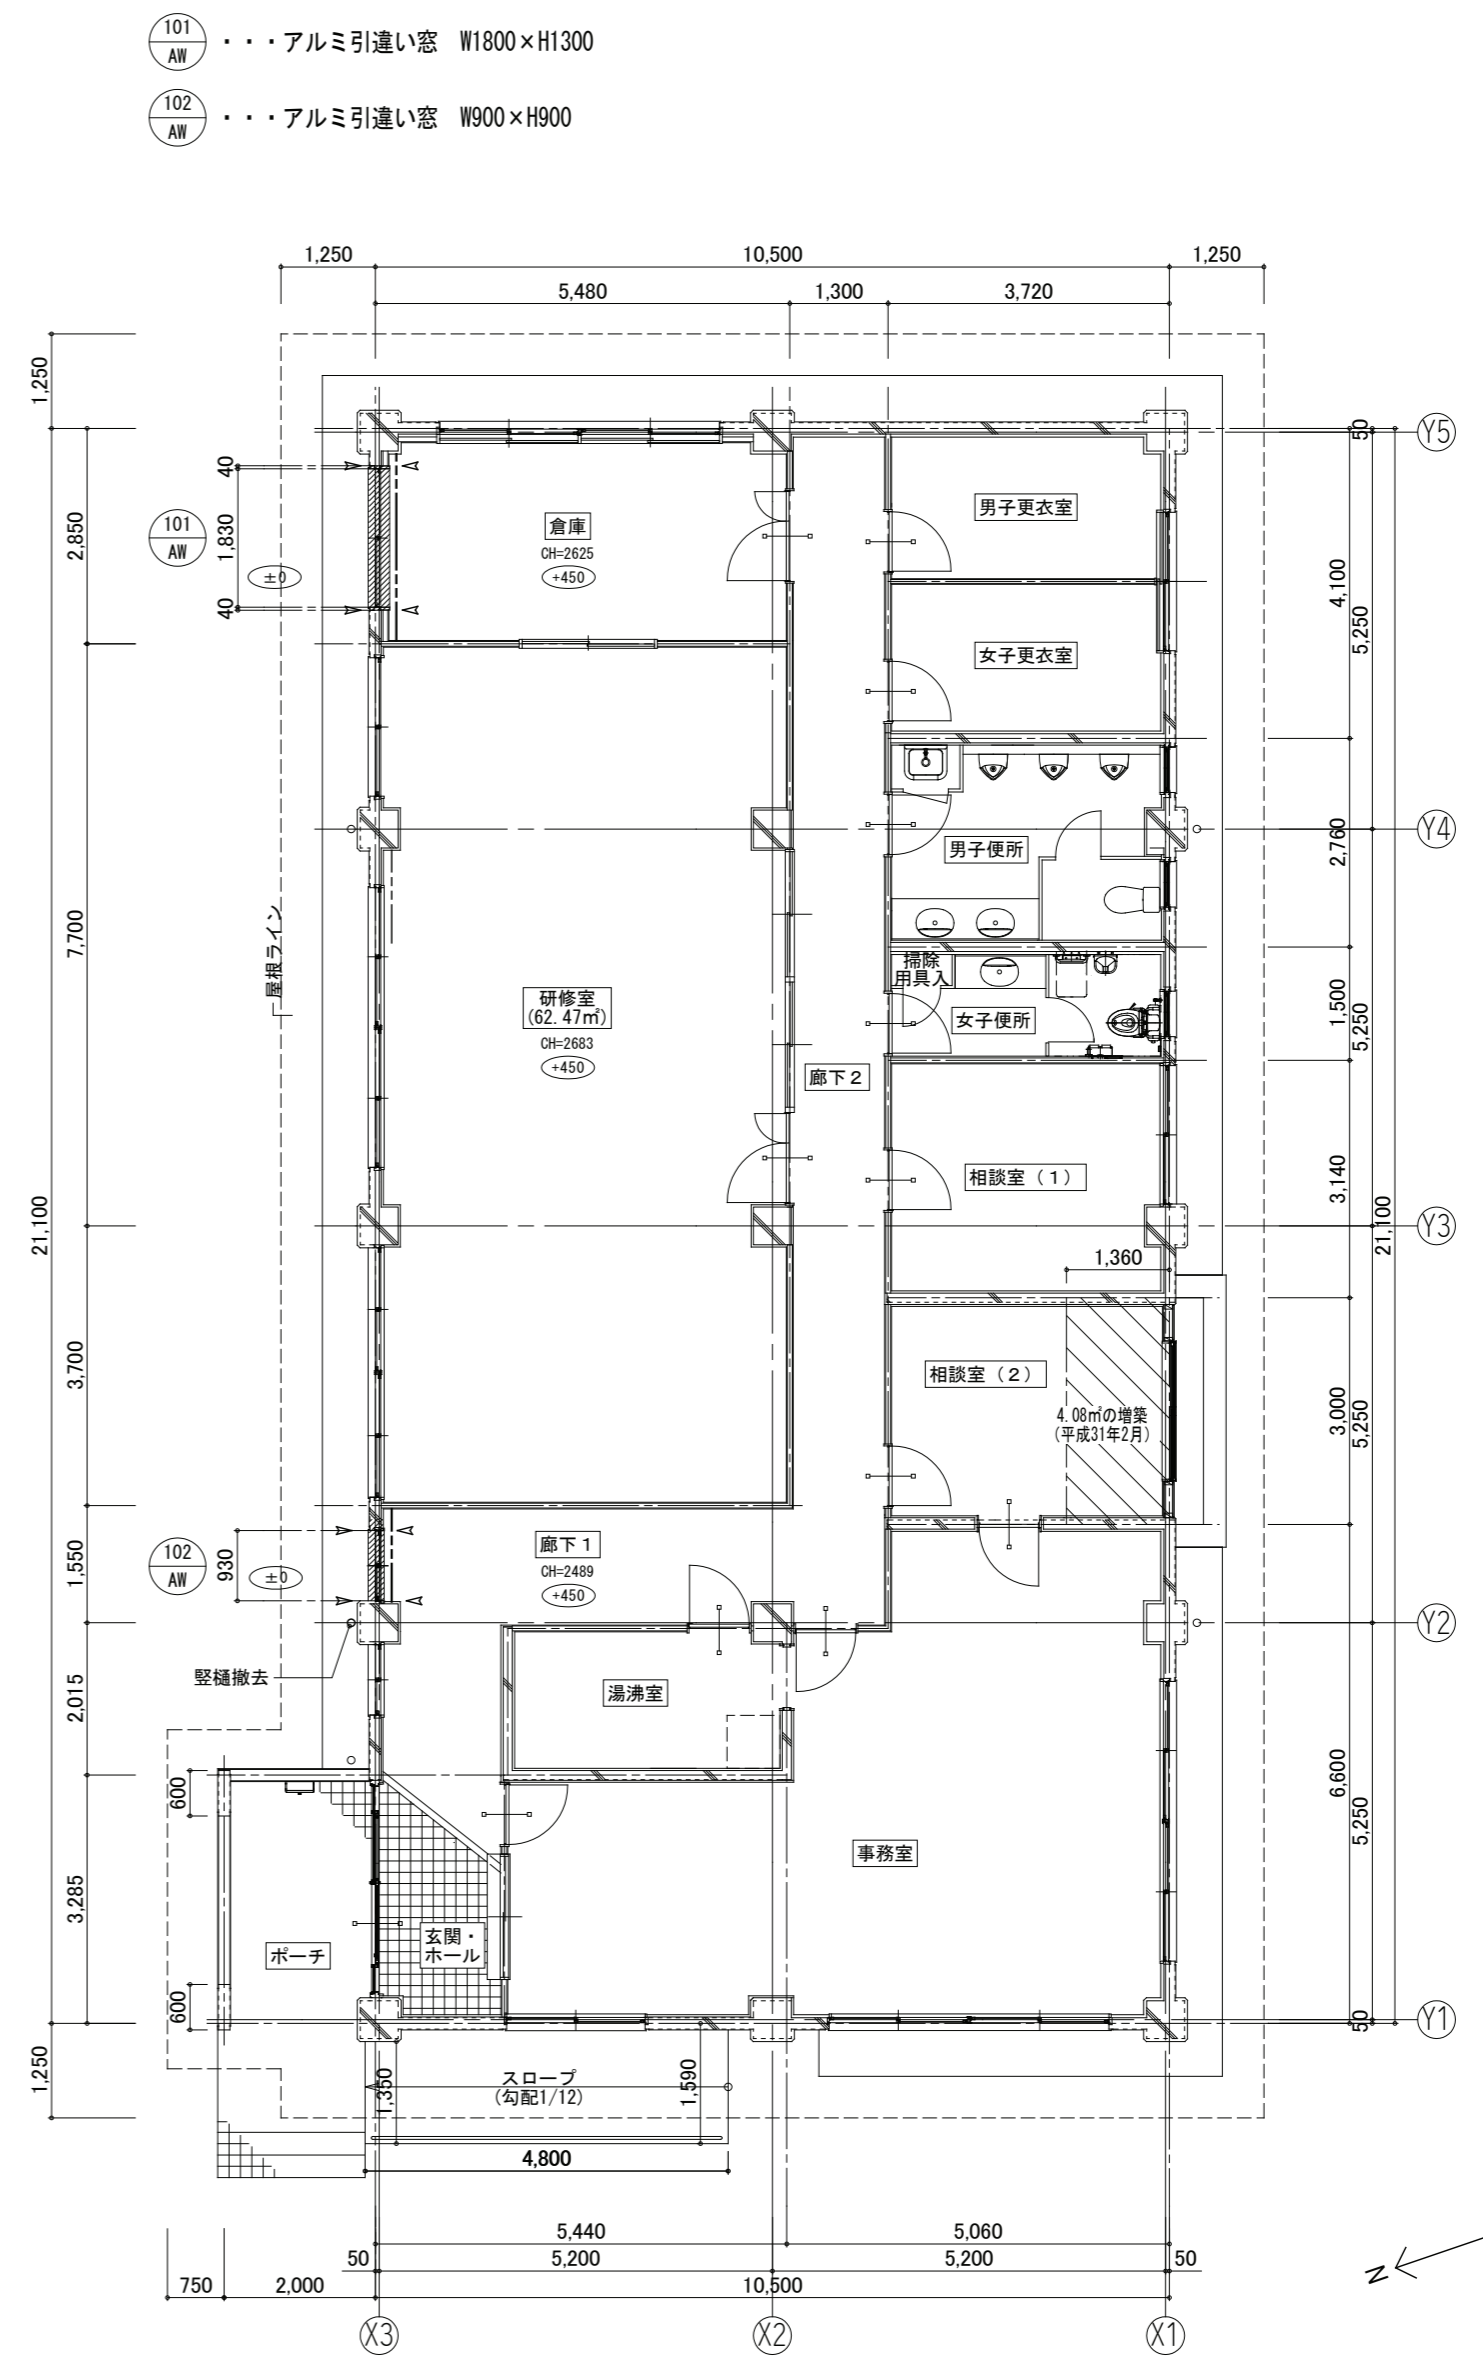 101
AW
・・・アルミ引違い窓 W1800×H1300
102
AW
・・・アルミ引違い窓 W900×H900
1,250
10,500
1,250
5,480
1,300
3,720
1,250
50
Y5
40
101
AW
1,830
2,850
±0
40
倉庫
CH=2625
+450
男子更衣室
4,100
5,250
女子更衣室
Y4
男子便所
2,760
7,700
屋根ライン
掃除
用具入
女子便所
1,500
5,250
研修室
(62.47㎡)
CH=2683
+450
廊下2
相談室(1)
3,140
21,100
21,100
Y3
1,360
3,700
相談室(2)
4.08㎡の増築
(平成31年2月)
3,000
5,250
102
AW
930
1,550
±0
廊下1
CH=2489
+450
Y2
竪樋撤去
2,015
湯沸室
600
6,600
5,250
事務室
3,285
玄関・
ホール
ポーチ
600
50
Y1
1,250
1,350
スロープ
(勾配1/12)
1,590
4,800
5,440
5,060
50
5,200
5,200
50
750
2,000
10,500
N
X3
X2
X1